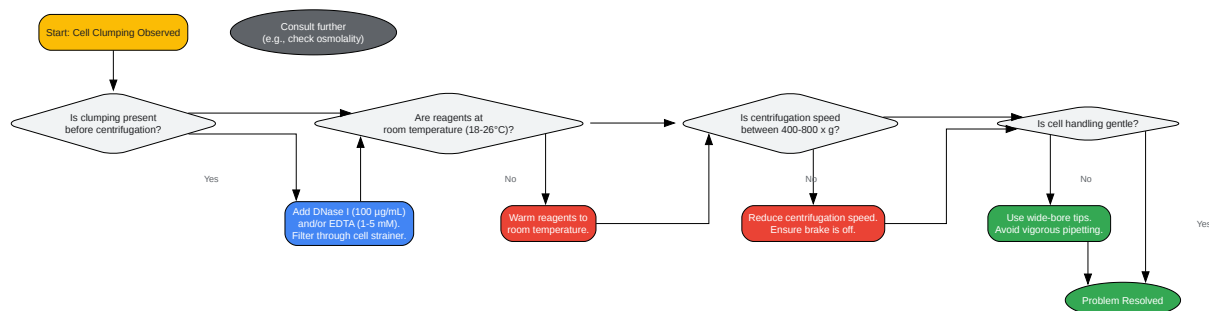 Start: Cell Clumping Observed
Consult further
(e.g., check osmolality)
Is clumping present
before centrifugation?
Are reagents at
room temperature (18-26°C)?
Is centrifugation speed
between 400-800 x g?
Is cell handling gentle?
Yes
No
No
No
Yes
Add DNase I (100 µg/mL)
and/or EDTA (1-5 mM).
Filter through cell strainer.
Warm reagents to
room temperature.
Reduce centrifugation speed.
Ensure brake is off.
Use wide-bore tips.
Avoid vigorous pipetting.
Problem Resolved